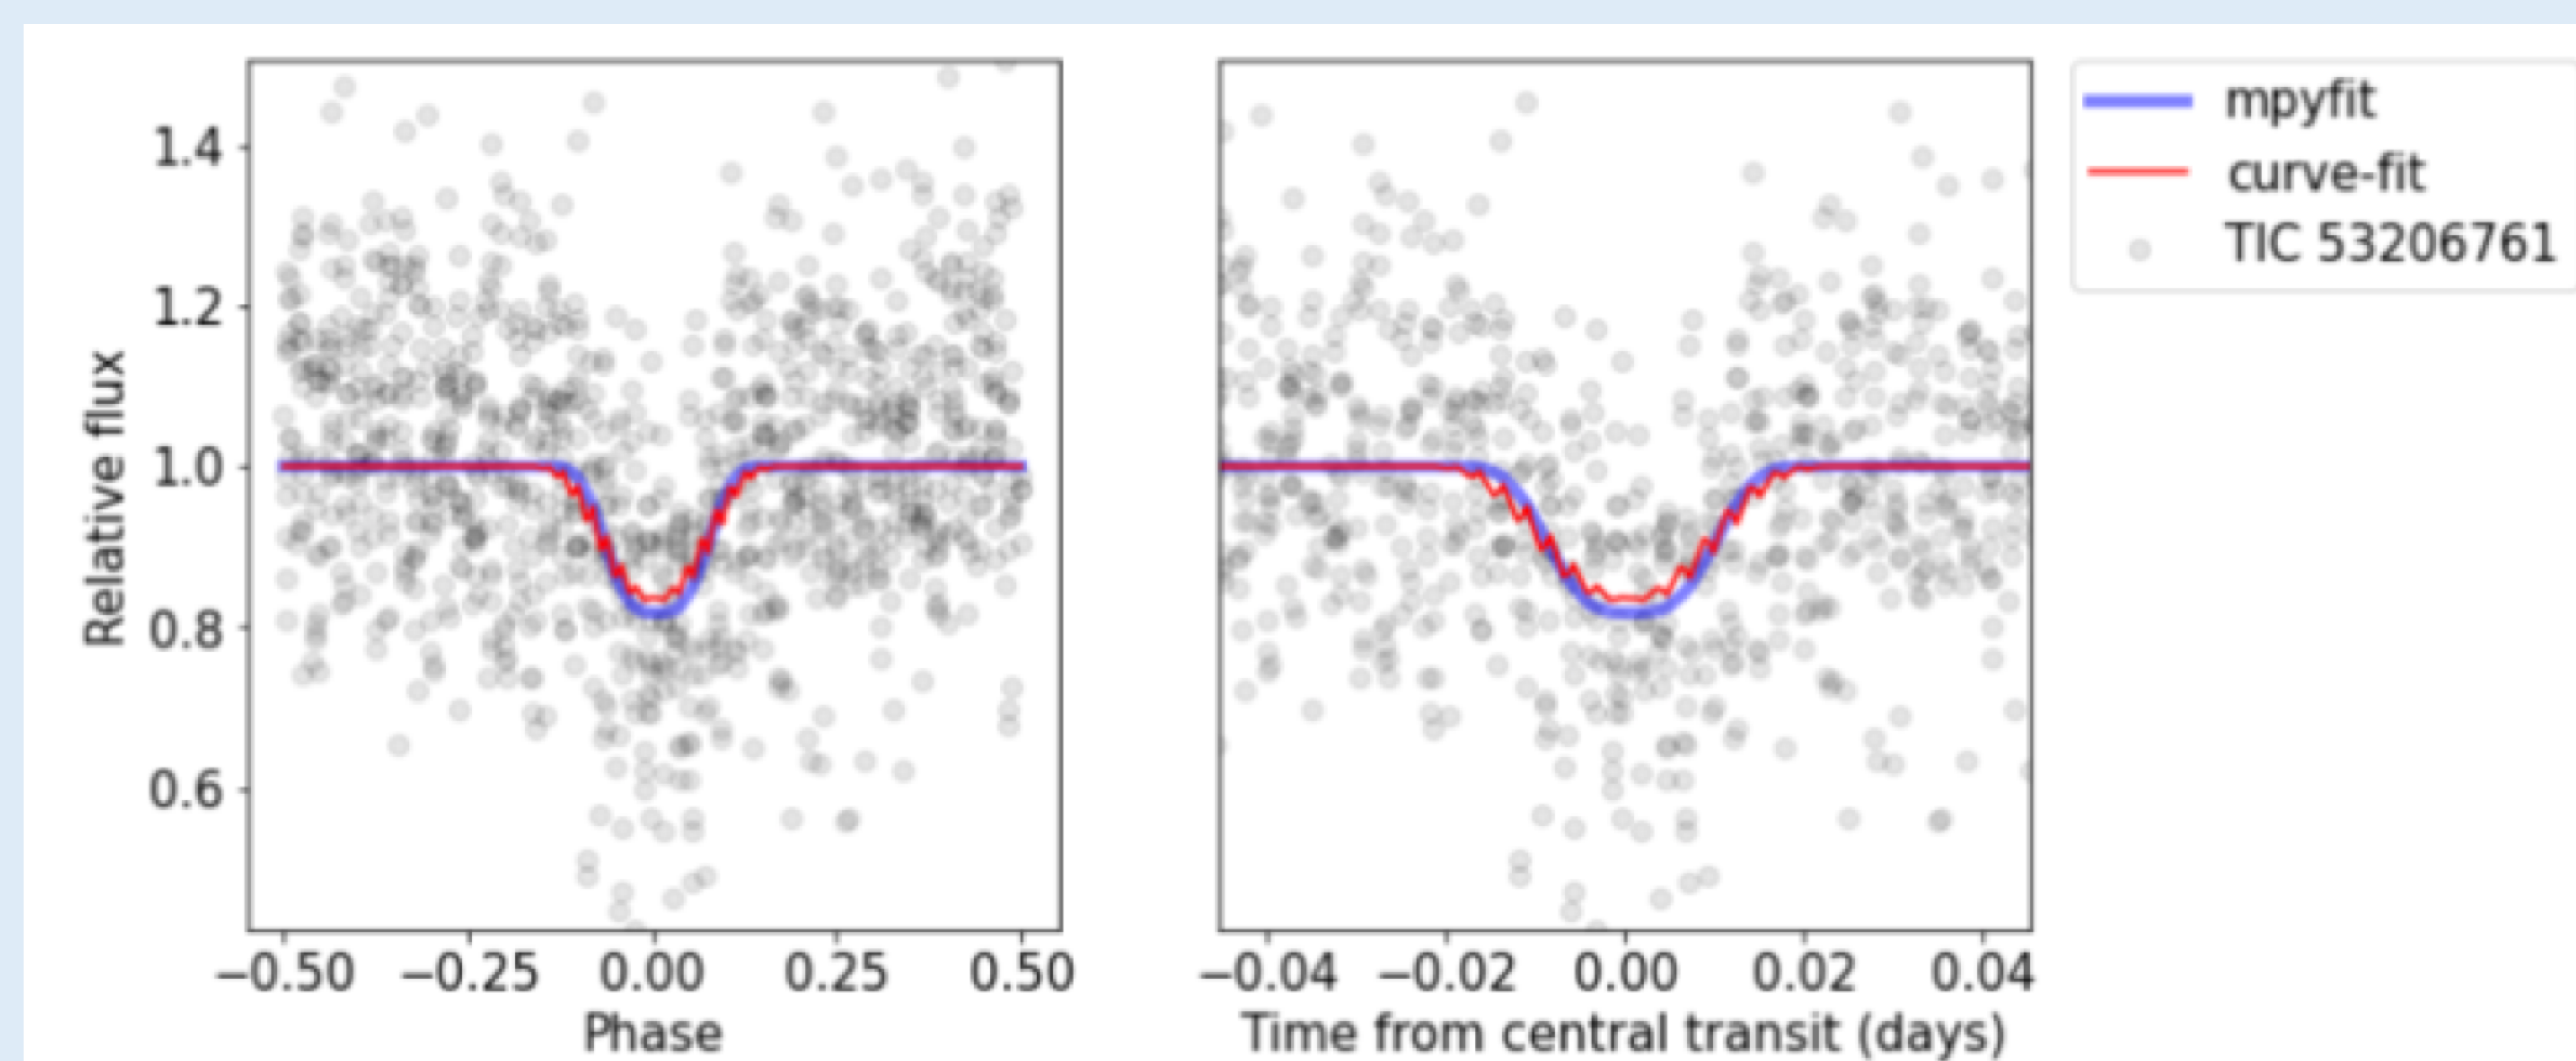 1.4
1.2
1.0
0.8
0.6
Relative flux
−0.50 −0.25 0.00 0.25 0.50
Phase
−0.04 −0.02 0.00 0.02 0.04
Time from central transit (days)
mpyfit
curve-fit
TIC 53206761